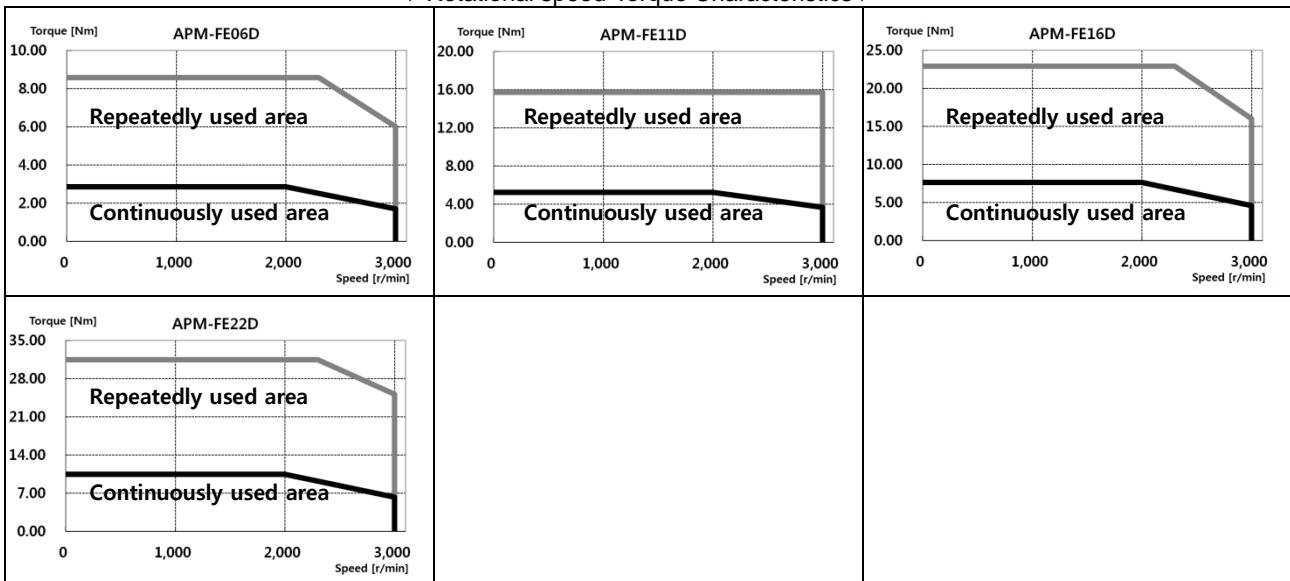 Torque [Nm] APM-FE06D
10.00
8.00
Repeatedly used area
6.00
4.00
2.00
Continuously used area
0.00
0 1,000 2,000 3,000
Speed [r/min]
Torque [Nm] APM-FE11D
20.00
16.00
Repeatedly used area
12.00
8.00
4.00
Continuously used area
0.00
0 1,000 2,000 3,000
Speed [r/min]
Torque [Nm] APM-FE16D
25.00
20.00
Repeatedly used area
15.00
10.00
5.00
Continuously used area
0.00
0 1,000 2,000 3,000
Speed [r/min]
Torque [Nm] APM-FE22D
35.00
28.00
Repeatedly used area
21.00
14.00
7.00
Continuously used area
0.00
0 1,000 2,000 3,000
Speed [r/min]